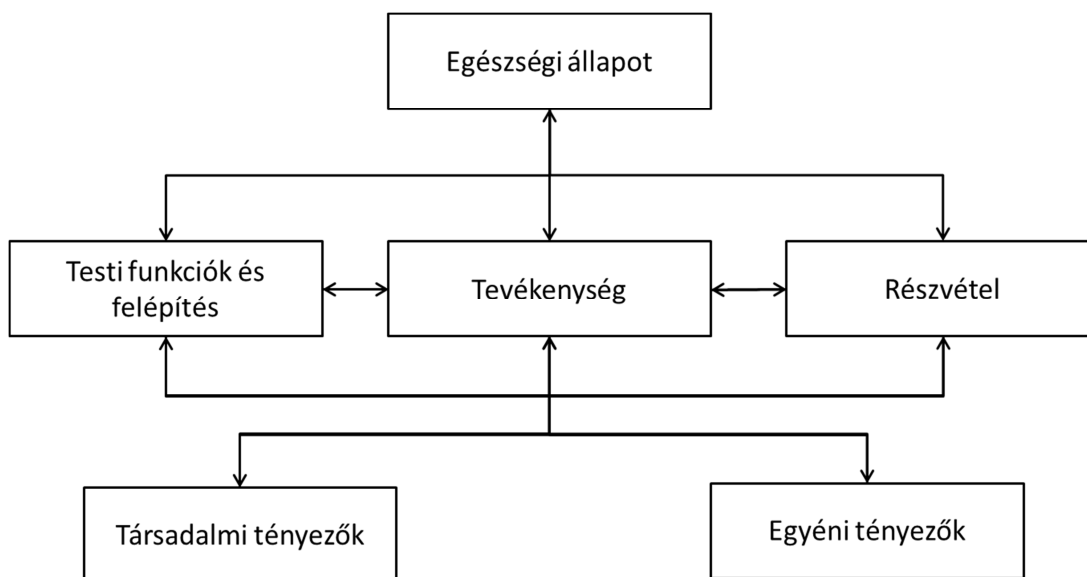 Egészségi állapot
Testi funkciók és
felépítés
Tevékenység
Részvétel
Társadalmi tényezők
Egyéni tényezők